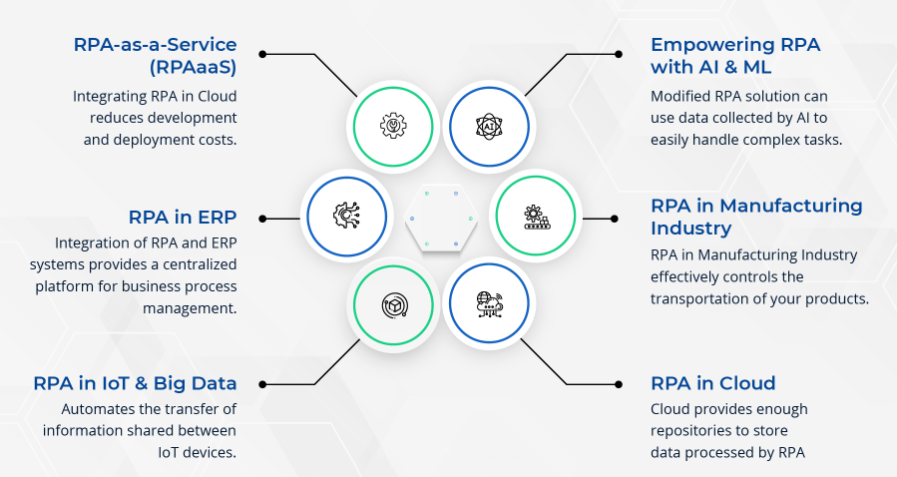 RPA-as-a-Service
(RPAaaS)
Integrating RPA in Cloud
reduces development
and deployment costs.
RPA in ERP
Integration of RPA and ERP
systems provides a centralized
platform for business process
management.
RPA in IoT & Big Data
Automates the transfer of
information shared between
IoT devices.
AI
Empowering RPA
with AI & ML
Modified RPA solution can
use data collected by AI to
easily handle complex tasks.
RPA in Manufacturing
Industry
RPA in Manufacturing Industry
effectively controls the
transportation of your products.
RPA in Cloud
Cloud provides enough
repositories to store
data processed by RPA